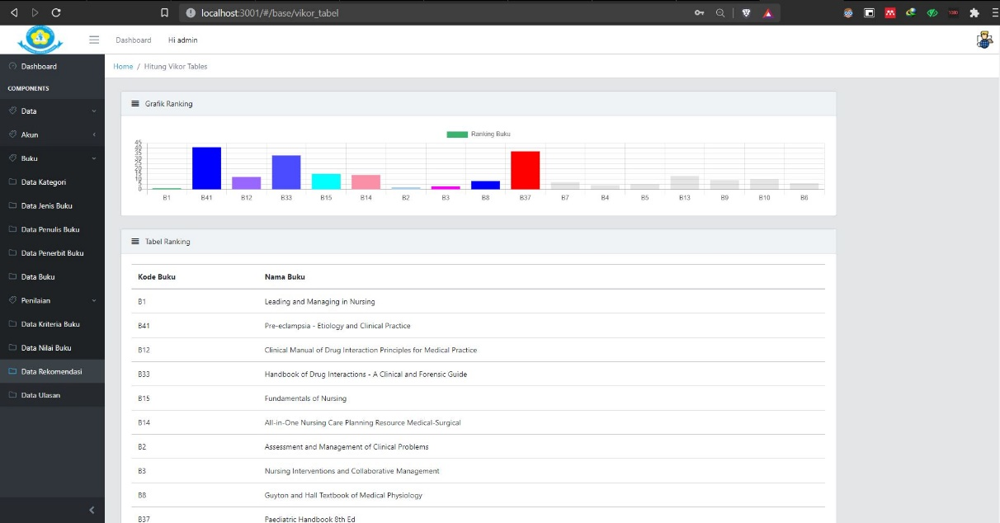 localhost:3001/#/base/vikor_table
Dashboard Hi admin
Dashboard
COMPONENTS
Data
Akun
Buku
Data Kategori
Data Jenis Buku
Data Penulis Buku
Data Penerbit Buku
Data Buku
Penilaian
Data Kriteria Buku
Data Nilai Buku
Data Rekomendasi
Data Ulasan
Home / Hitung Vikor Tables
Grafik Ranking
Ranking Buku
45
40
35
30
25
20
15
10
5
0
B1 B41 B12 B33 B15 B14 B2 B3 B8 B37 B7 B4 B5 B13 B9 B10 B6
Tabel Ranking
Kode Buku Nama Buku
B1 Leading and Managing in Nursing
B41 Pre-eclampsia - Etiology and Clinical Practice
B12 Clinical Manual of Drug Interaction Principles for Medical Practice
B33 Handbook of Drug Interactions - A Clinical and Forensic Guide
B15 Fundamentals of Nursing
B14 All-in-One Nursing Care Planning Resource Medical-Surgical
B2 Assessment and Management of Clinical Problems
B3 Nursing Interventions and Collaborative Management
B8 Guyton and Hall Textbook of Medical Physiology
B37 Paediatric Handbook 8th Ed